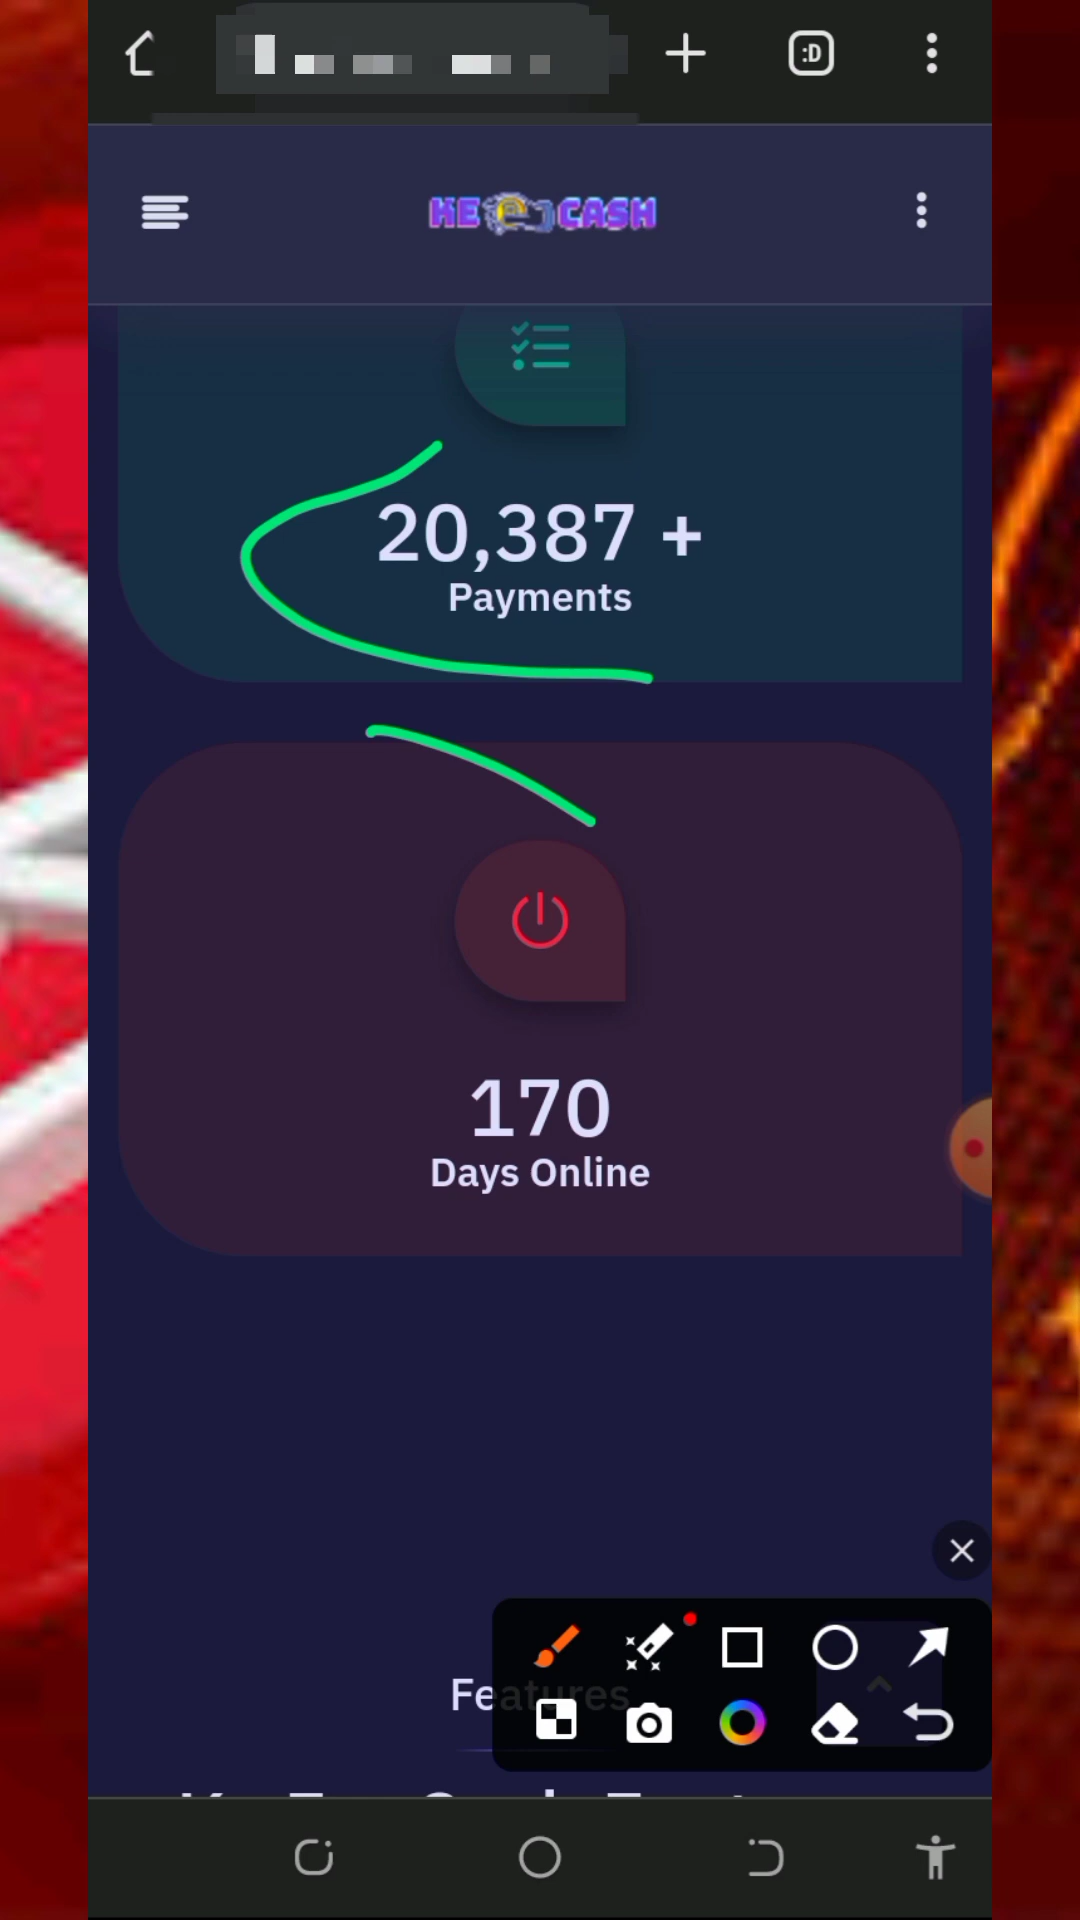 :D
KE CASH
20,387 +
Payments
170
Days Online
Features